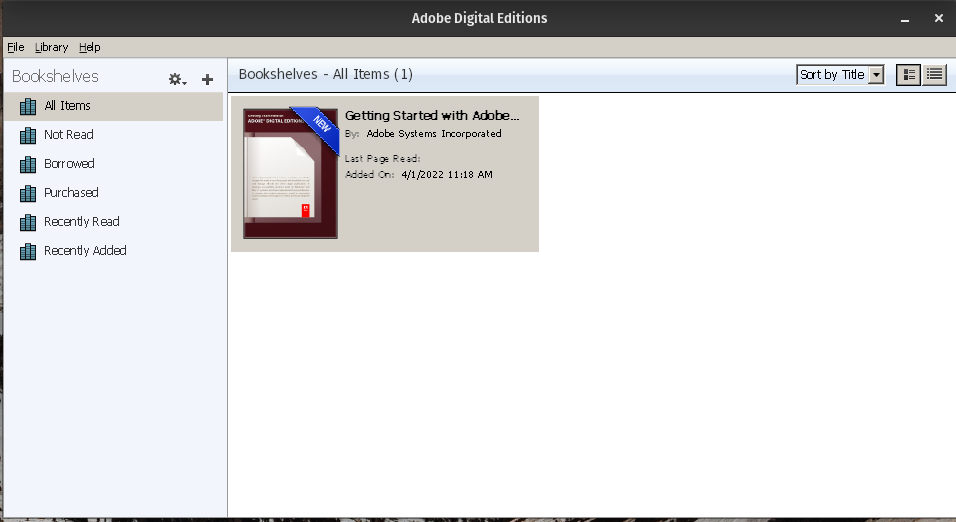 Adobe Digital Editions
File Library Help
Bookshelves
All Items
Not Read
Borrowed
Purchased
Recently Read
Recently Added
Bookshelves - All Items (1)
Sort by Title
ADOBE® DIGITAL EDITIONS
NEW
Getting Started with Adobe...
By: Adobe Systems Incorporated
Last Page Read:
Added On: 4/1/2022 11:18 AM